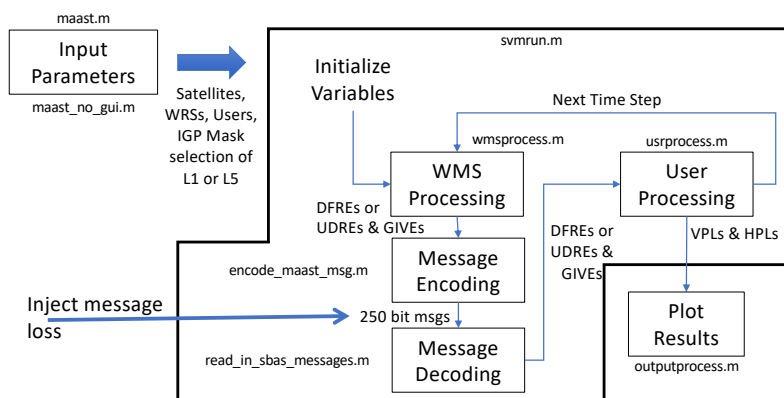 maast.m
Input
Parameters
maast_no_gui.m
Satellites,
WRSs, Users,
IGP Mask
selection of
L1 or L5
svmrun.m
Initialize
Variables
Next Time Step
wmsprocess.m
usrprocess.m
WMS
Processing
User
Processing
DFREs or
UDREs & GIVEs
DFREs or
UDREs &
GIVEs
VPLs & HPLs
encode_maast_msg.m
Message
Encoding
Inject message
loss
250 bit msgs
read_in_sbas_messages.m
Message
Decoding
Plot
Results
outputprocess.m